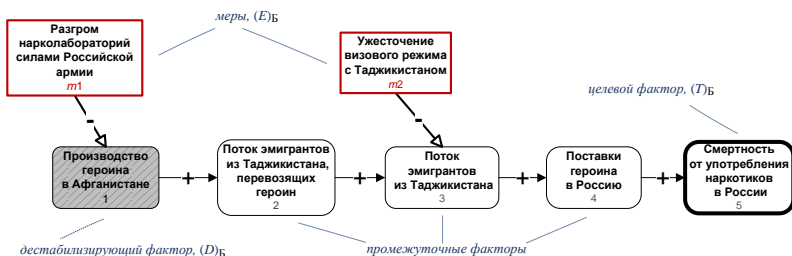 меры, (E)Б
Разгром
нарколабораторий
силами Российской
армии
m1
Ужесточение
визового режима
с Таджикистаном
m2
целевой фактор, (T)Б
-
-
Производство
героина
в Афганистане
1
+
Поток эмигрантов
из Таджикистана,
перевозящих
героин
2
+
Поток
эмигрантов
из Таджикистана
3
+
Поставки
героина
в Россию
4
+
Смертность
от употребления
наркотиков
в России
5
дестабилизирующий фактор, (D)Б
промежуточные факторы